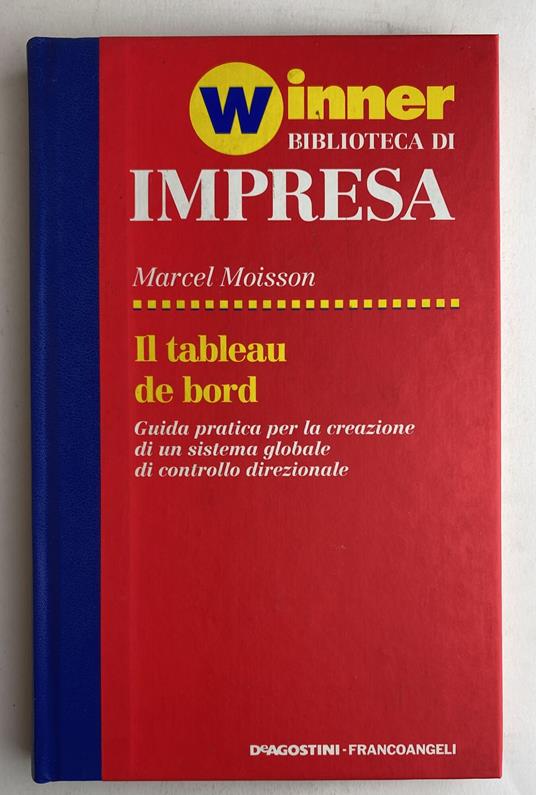 Winner
BIBLIOTECA DI
IMPRESA
Marcel Moisson
Il tableau
de bord
Guida pratica per la creazione
di un sistema globale
di controllo direzionale
DeAGOSTINI-FRANCOANGELI